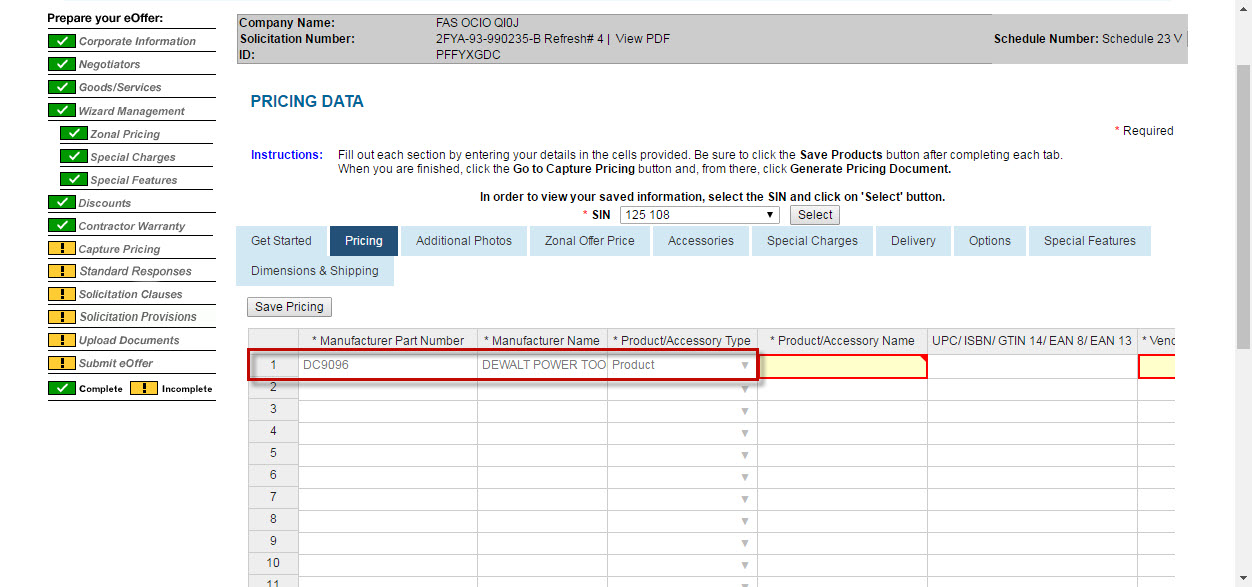 Prepare your eOffer:
Corporate Information
Negotiators
Goods/Services
Wizard Management
Zonal Pricing
Special Charges
Special Features
Discounts
Contractor Warranty
Capture Pricing
Standard Responses
Solicitation Clauses
Solicitation Provisions
Upload Documents
Submit eOffer
Complete Incomplete
Company Name: FAS OCIO QI0J
Solicitation Number: 2FYA-93-990235-B Refresh# 4 | View PDF Schedule Number: Schedule 23 V
ID: PFFYXGDC
PRICING DATA
* Required
Instructions: Fill out each section by entering your details in the cells provided. Be sure to click the Save Products button after completing each tab.
When you are finished, click the Go to Capture Pricing button and, from there, click Generate Pricing Document.
In order to view your saved information, select the SIN and click on 'Select' button.
* SIN 125 108 Select
Get Started Pricing Additional Photos Zonal Offer Price Accessories Special Charges Delivery Options Special Features
Dimensions & Shipping
Save Pricing
* Manufacturer Part Number * Manufacturer Name * Product/Accessory Type * Product/Accessory Name UPC/ ISBN/ GTIN 14/ EAN 8/ EAN 13 * Venc
1 DC9096 DEWALT POWER TOO Product
2
3
4
5
6
7
8
9
10
11